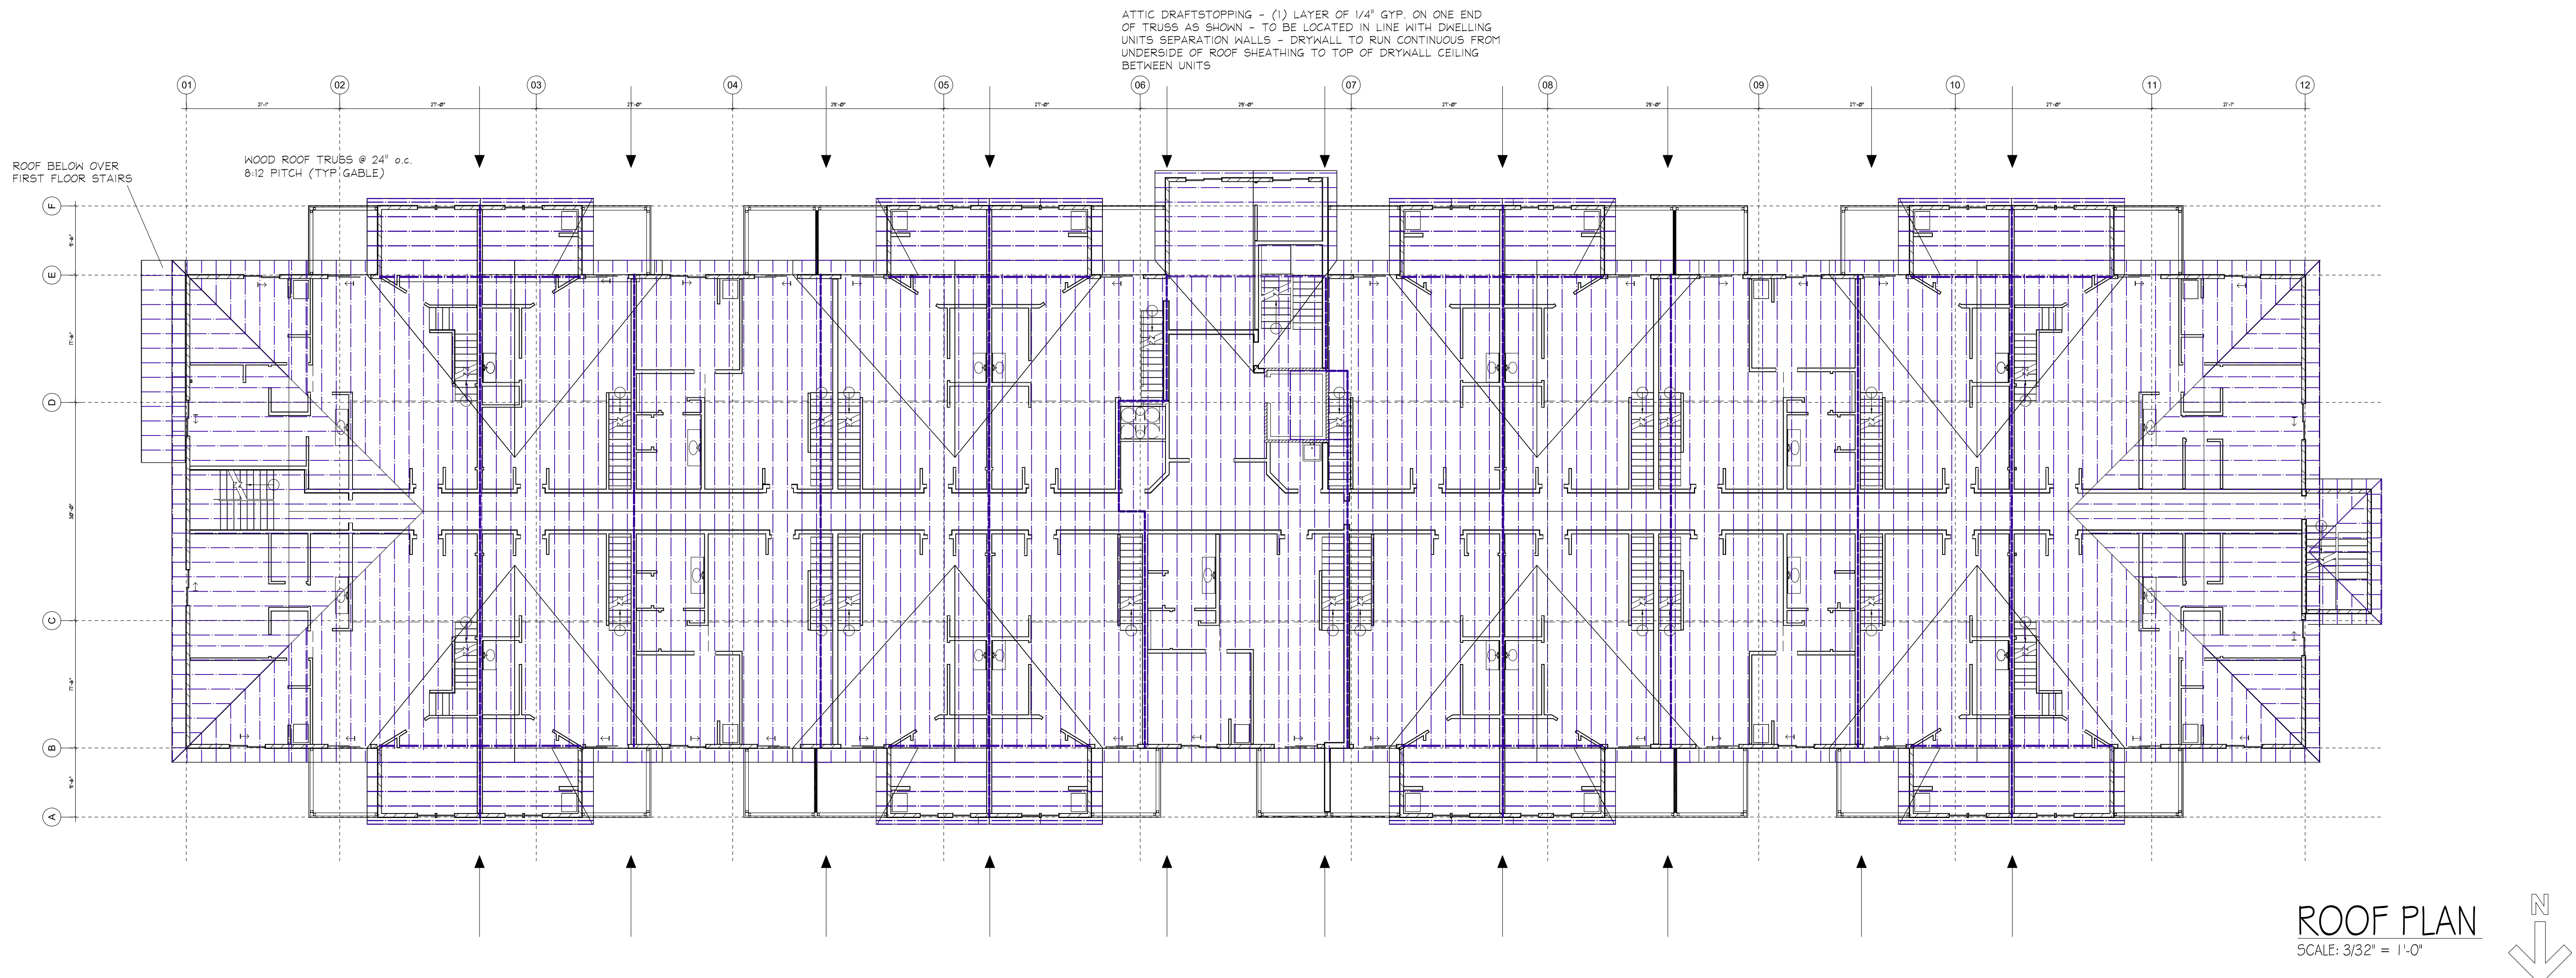 ATTIC DRAFTSTOPPING - (1) LAYER OF 1/4" GYP. ON ONE END
OF TRUSS AS SHOWN - TO BE LOCATED IN LINE WITH DWELLING
UNITS SEPARATION WALLS - DRYWALL TO RUN CONTINUOUS FROM
UNDERSIDE OF ROOF SHEATHING TO TOP OF DRYWALL CEILING
BETWEEN UNITS
01 02 03 04 05 06 07 08 09 10 11 12
WOOD ROOF TRUSS @ 24" o.c.
8:12 PITCH (TYP GABLE)
ROOF BELOW OVER
FIRST FLOOR STAIRS
F
E
D
C
B
A
N
ROOF PLAN
SCALE: 3/32" = 1'-0"